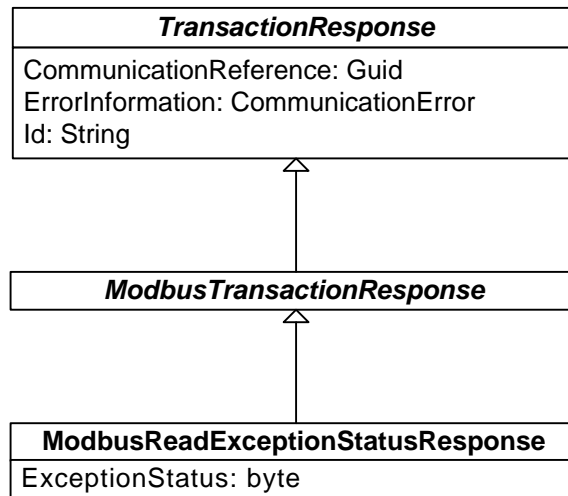 TransactionResponse
CommunicationReference: Guid
ErrorInformation: CommunicationError
Id: String
ModbusTransactionResponse
ModbusReadExceptionStatusResponse
ExceptionStatus: byte